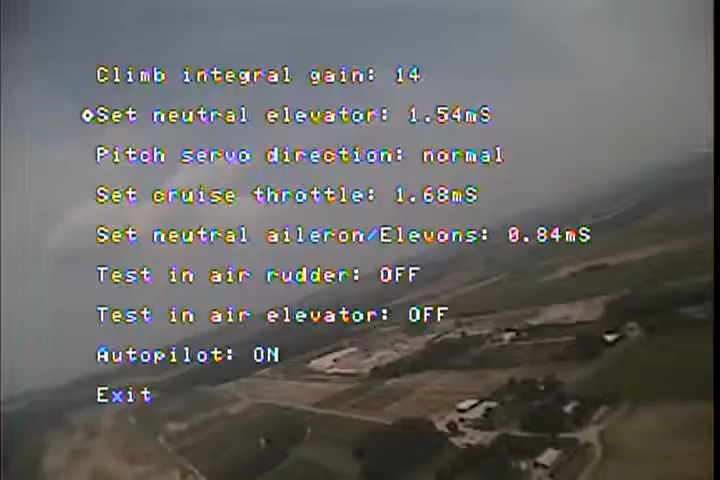 Climb integral gain: 14
Set neutral elevator: 1.54mS
Pitch servo direction: normal
Set cruise throttle: 1.68mS
Set neutral aileron/Elevons: 0.84mS
Test in air rudder: OFF
Test in air elevator: OFF
Autopilot: ON
Exit